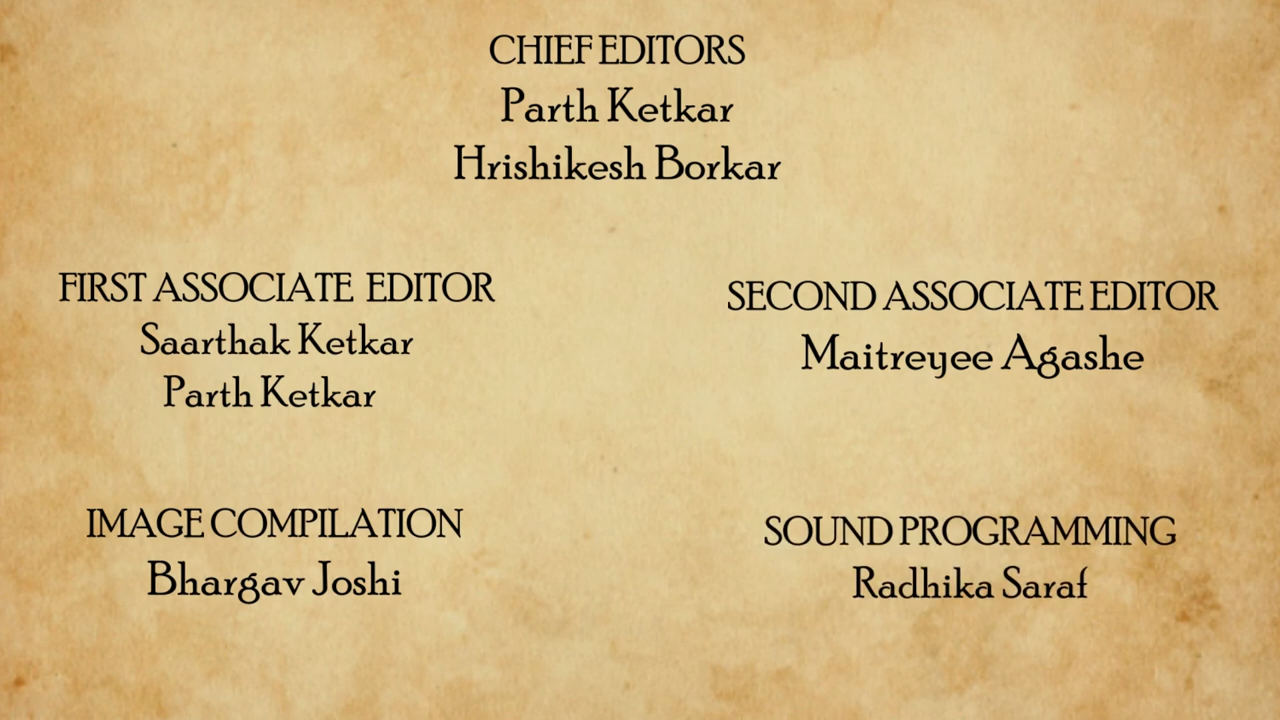 CHIEF EDITORS
Parth Ketkar
Hrishikesh Borkar
FIRST ASSOCIATE EDITOR
Saarthak Ketkar
Parth Ketkar
SECOND ASSOCIATE EDITOR
Maitreyee Agashe
IMAGE COMPILATION
Bhargav Joshi
SOUND PROGRAMMING
Radhika Saraf